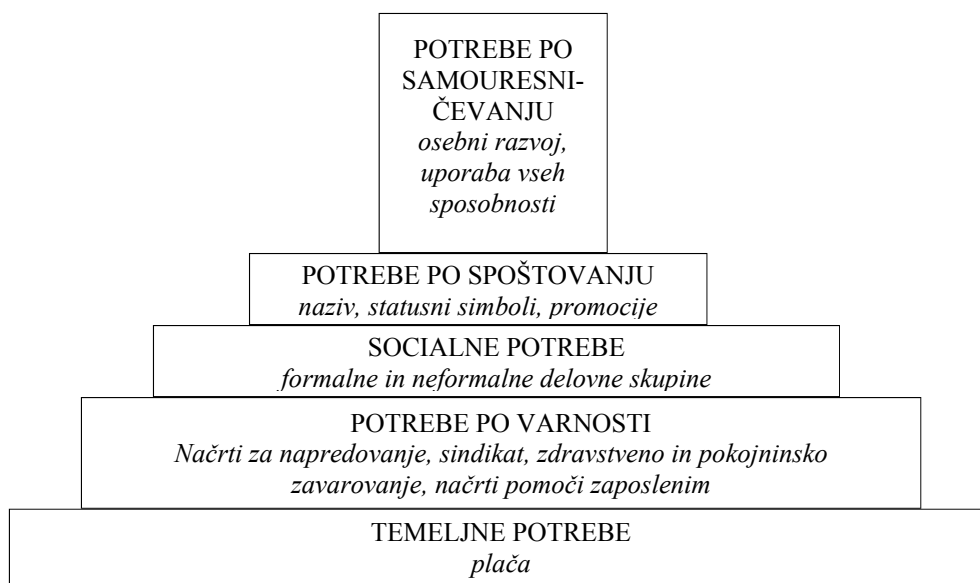 POTREBE PO
SAMOURESNI-
ČEVANJU
osebni razvoj,
uporaba vseh
sposobnosti
POTREBE PO SPOŠTOVANJU
naziv, statusni simboli, promocije
SOCIALNE POTREBE
formalne in neformalne delovne skupine
POTREBE PO VARNOSTI
Načrti za napredovanje, sindikat, zdravstveno in pokojninsko
zavarovanje, načrti pomoči zaposlenim
TEMELJNE POTREBE
plača